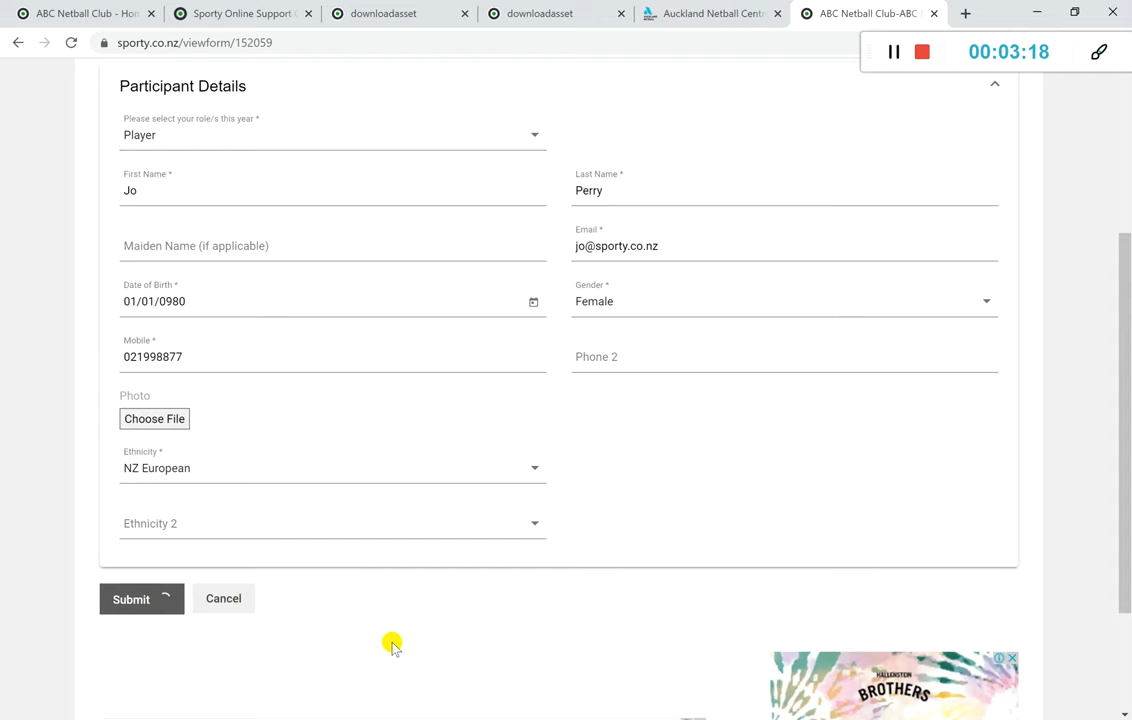 ABC Netball Club - Hom
Sporty Online Support C
downloadasset
downloadasset
Auckland Netball Centr
ABC Netball Club-ABC
sporty.co.nz/viewform/152059
00:03:18
Participant Details
Please select your role/s this year *
Player
First Name *
Jo
Last Name *
Perry
Maiden Name (if applicable)
Email *
jo@sporty.co.nz
Date of Birth *
01/01/0980
Gender *
Female
Mobile *
021998877
Phone 2
Photo
Choose File
Ethnicity *
NZ European
Ethnicity 2
Submit
Cancel
HALLENSTEIN
BROTHERS